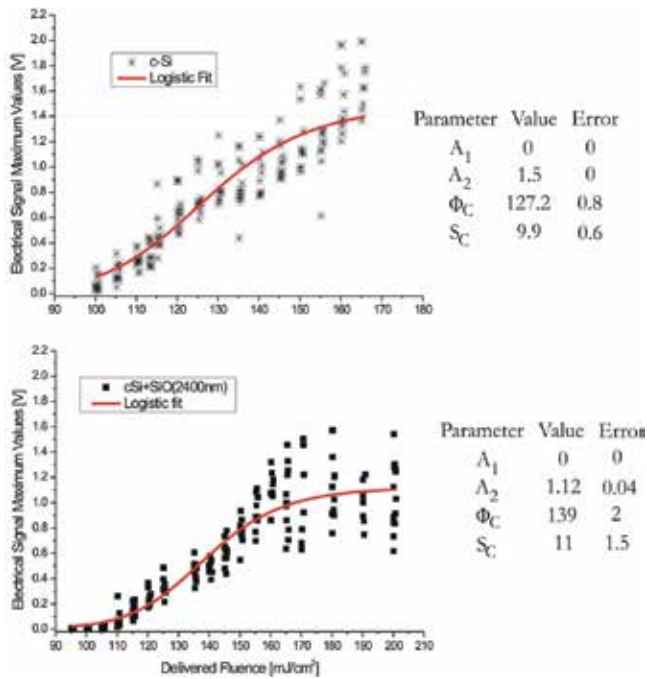 Electrical Signal Maximum Values [V]
2.2
2.0
1.8
1.6
1.4
1.2
1.0
0.8
0.6
0.4
0.2
0.0
c-Si
Logistic Fit
90 100 110 120 130 140 150 160 170 180
Parameter Value Error
A1 0 0
A2 1.5 0
ΦC 127.2 0.8
SC 9.9 0.6
Electrical Signal Maximum Values [V]
2.2
2.0
1.8
1.6
1.4
1.2
1.0
0.8
0.6
0.4
0.2
0.0
cSi+SiO(2400nm)
Logistic fit
90 100 110 120 130 140 150 160 170 180 190 200 210
Delivered Fluence [mJ/cm²]
Parameter Value Error
A1 0 0
A2 1.12 0.04
ΦC 139 2
SC 11 1.5